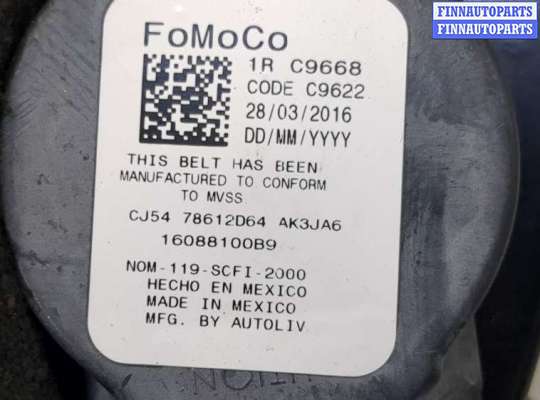 FINNAUTOPARTS
FINNAUTOPARTS
FoMoCo
1R C9668
CODE C9622
28/03/2016
DD/MM/YYYY
THIS BELT HAS BEEN
MANUFACTURED TO CONFORM
TO MVSS
CJ54 78612D64 AK3JA6
16088100B9
NOM-119-SCFI-2000
HECHO EN MEXICO
MADE IN MEXICO
MFG. BY AUTOLIV